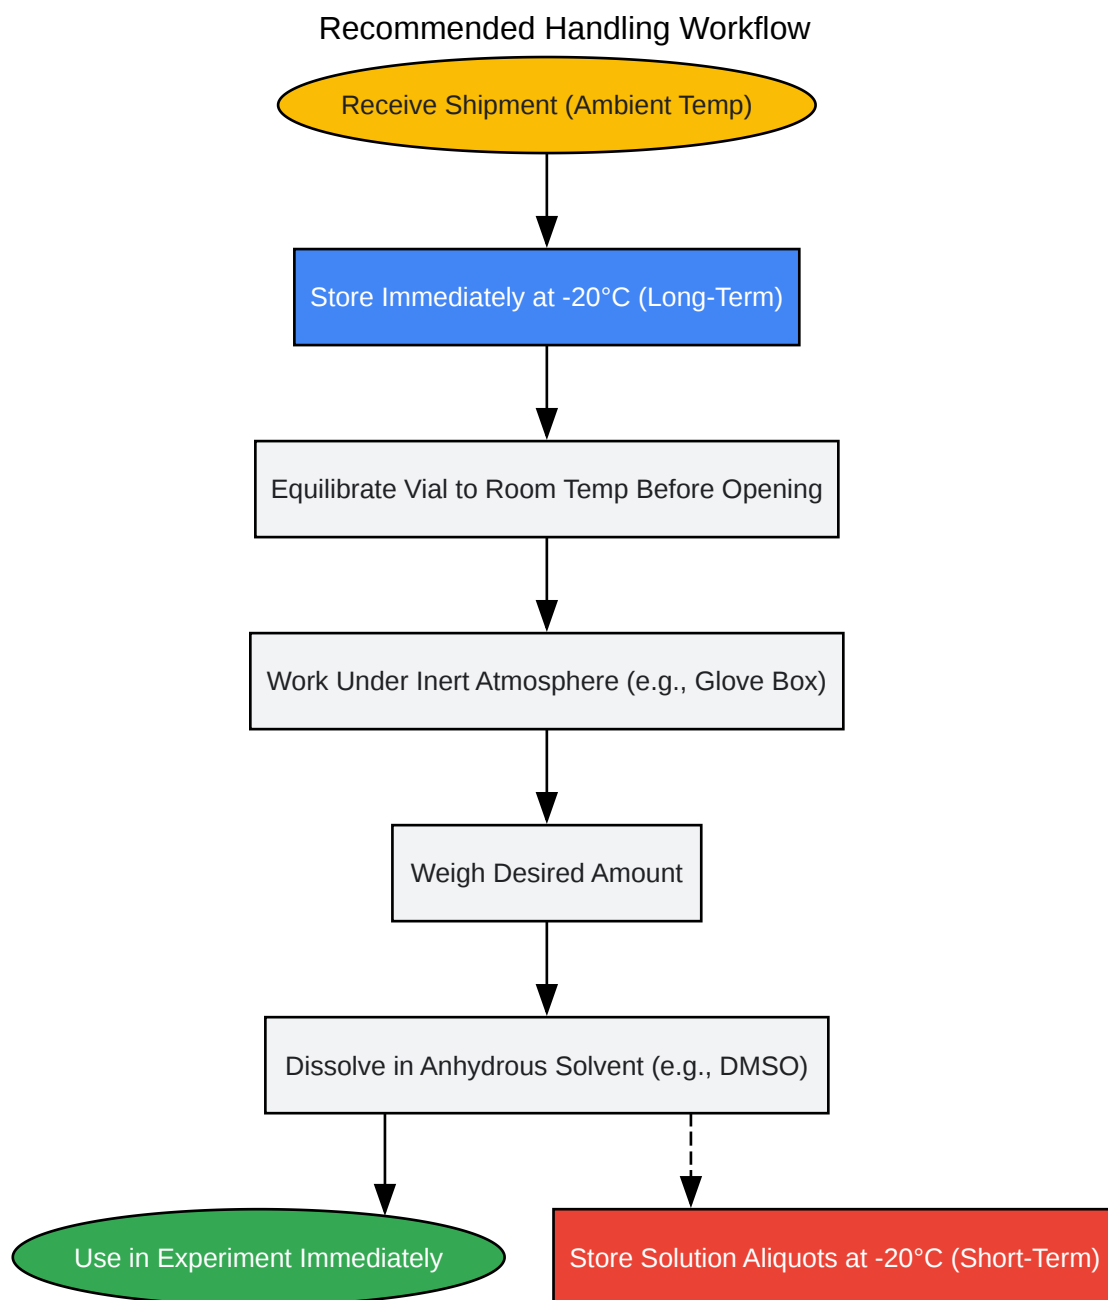 Recommended Handling Workflow
Receive Shipment (Ambient Temp)
Store Immediately at -20°C (Long-Term)
Equilibrate Vial to Room Temp Before Opening
Work Under Inert Atmosphere (e.g., Glove Box)
Weigh Desired Amount
Dissolve in Anhydrous Solvent (e.g., DMSO)
Use in Experiment Immediately
Store Solution Aliquots at -20°C (Short-Term)